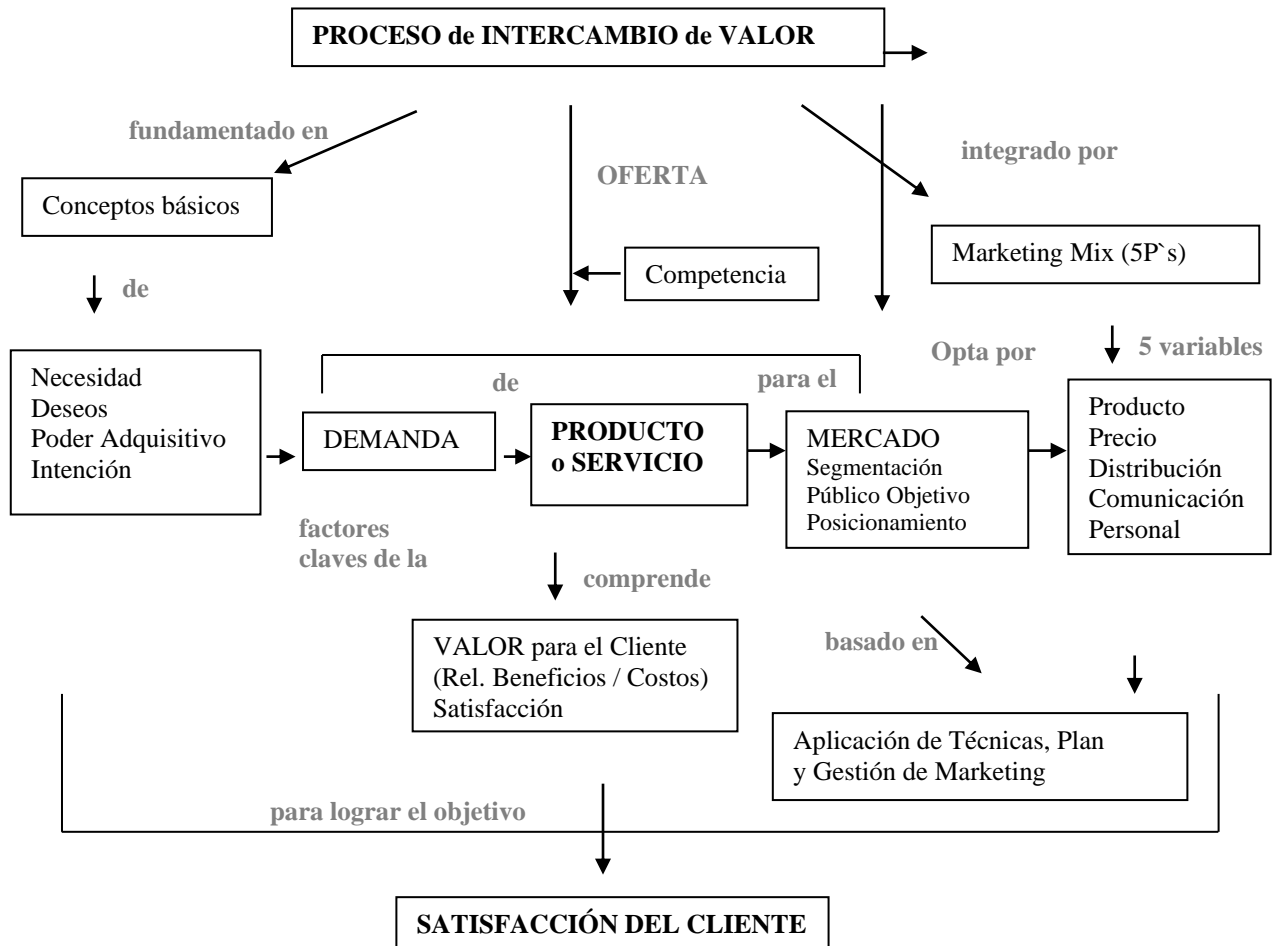 PROCESO de INTERCAMBIO de VALOR
fundamentado en
integrado por
OFERTA
Conceptos básicos
Marketing Mix (5P`s)
Competencia
de
Opta por
5 variables
de
para el
Necesidad
Deseos
Poder Adquisitivo
Intención
DEMANDA
PRODUCTO
o SERVICIO
MERCADO
Segmentación
Público Objetivo
Posicionamiento
Producto
Precio
Distribución
Comunicación
Personal
factores
claves de la
comprende
VALOR para el Cliente
(Rel. Beneficios / Costos)
Satisfacción
basado en
Aplicación de Técnicas, Plan
y Gestión de Marketing
para lograr el objetivo
SATISFACCIÓN DEL CLIENTE